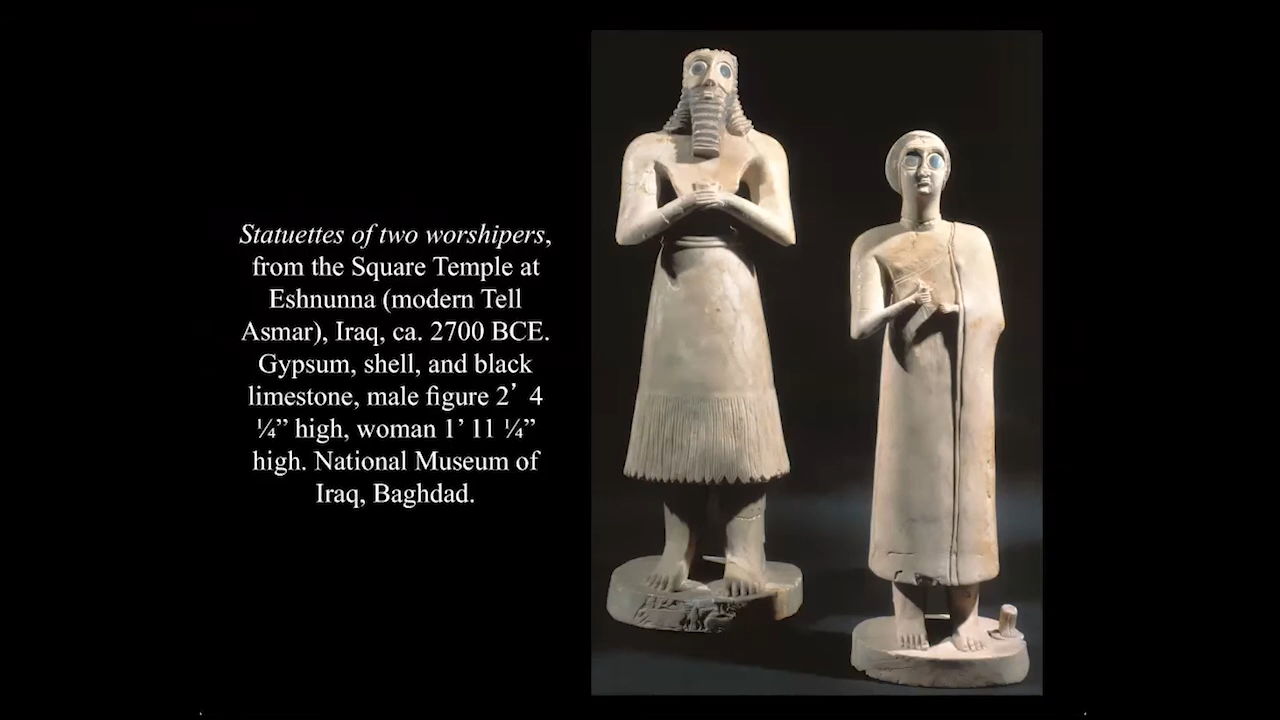 Statuettes of two worshipers,
from the Square Temple at
Eshnunna (modern Tell
Asmar), Iraq, ca. 2700 BCE.
Gypsum, shell, and black
limestone, male figure 2’ 4
¼” high, woman 1’ 11 ¼”
high. National Museum of
Iraq, Baghdad.